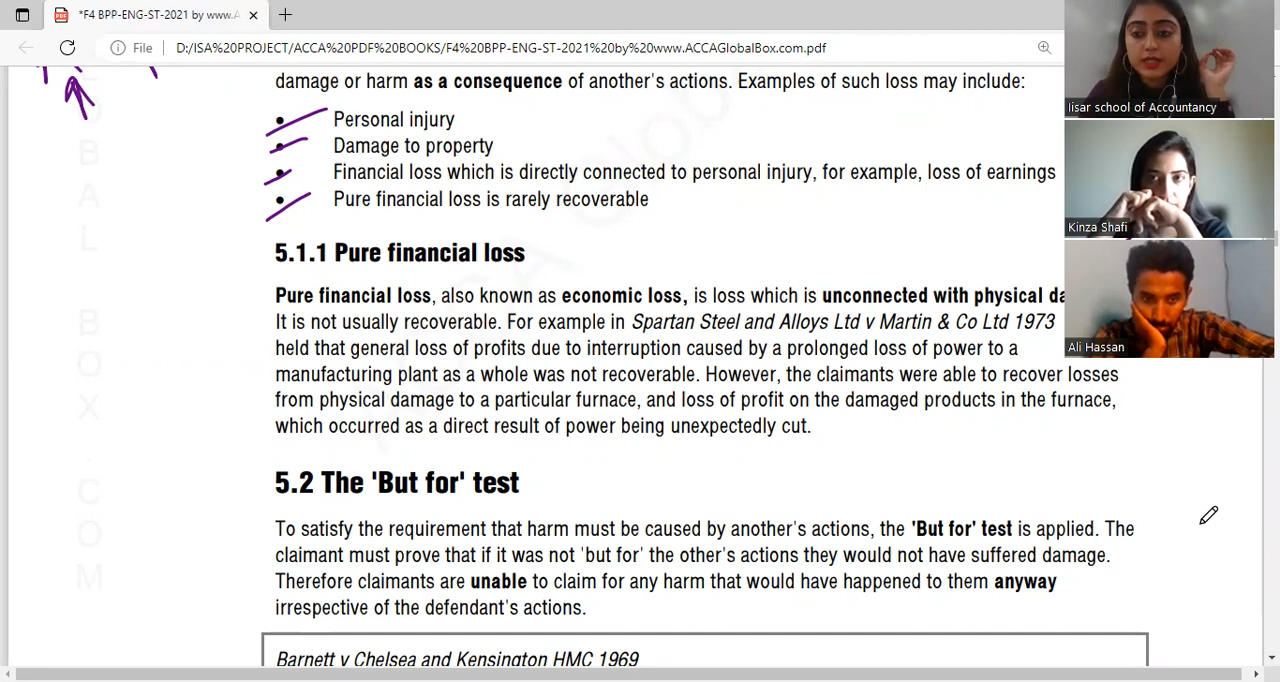 *F4 BPP-ENG-ST-2021 by www.A
File
D:/ISA%20PROJECT/ACCA%20PDF%20BOOKS/F4%20BPP-ENG-ST-2021%20by%20www.ACCAGlobalBox.com.pdf
damage or harm as a consequence of another's actions. Examples of such loss may include:
• Personal injury
• Damage to property
• Financial loss which is directly connected to personal injury, for example, loss of earnings
• Pure financial loss is rarely recoverable
5.1.1 Pure financial loss
Pure financial loss, also known as economic loss, is loss which is unconnected with physical da
It is not usually recoverable. For example in Spartan Steel and Alloys Ltd v Martin & Co Ltd 1973
held that general loss of profits due to interruption caused by a prolonged loss of power to a
manufacturing plant as a whole was not recoverable. However, the claimants were able to recover losses
from physical damage to a particular furnace, and loss of profit on the damaged products in the furnace,
which occurred as a direct result of power being unexpectedly cut.
5.2 The 'But for' test
To satisfy the requirement that harm must be caused by another's actions, the 'But for' test is applied. The
claimant must prove that if it was not 'but for' the other's actions they would not have suffered damage.
Therefore claimants are unable to claim for any harm that would have happened to them anyway
irrespective of the defendant's actions.
Barnett v Chelsea and Kensington HMC 1969
Iisar school of Accountancy
Kinza Shafi
Ali Hassan
B
A
L
B
O
X
.
C
O
M